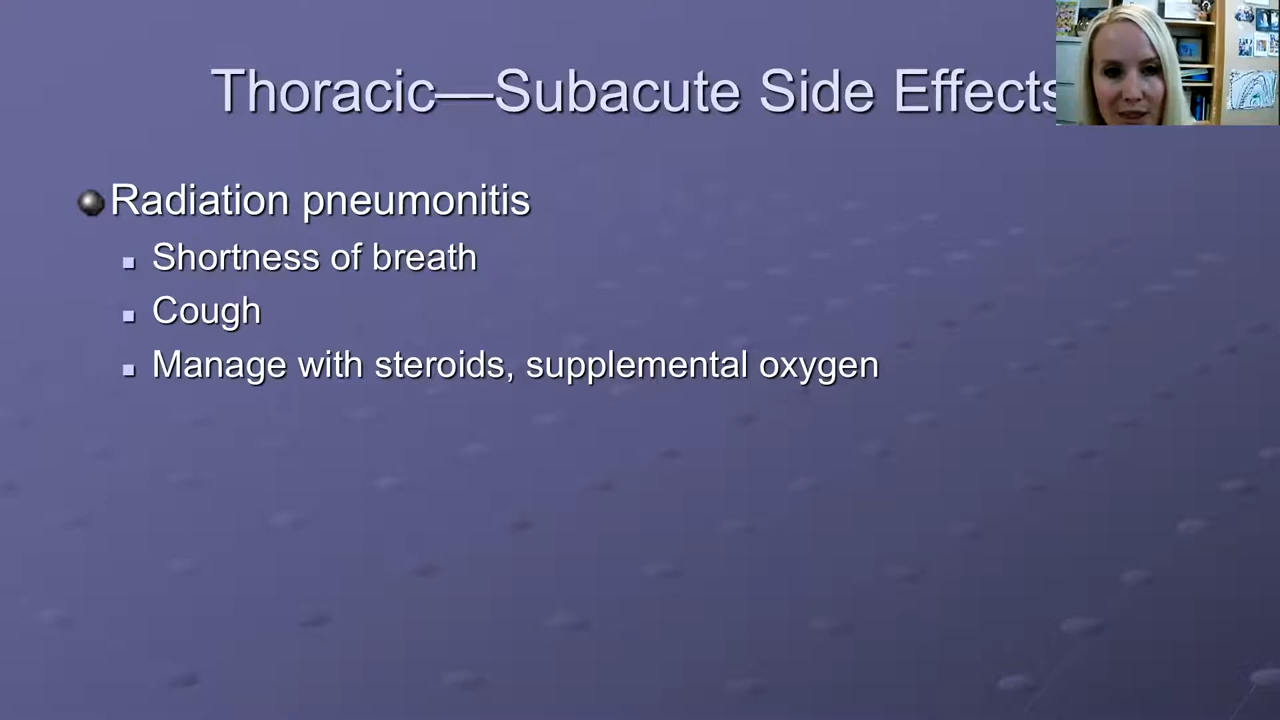 Thoracic—Subacute Side Effects
Radiation pneumonitis
Shortness of breath
Cough
Manage with steroids, supplemental oxygen